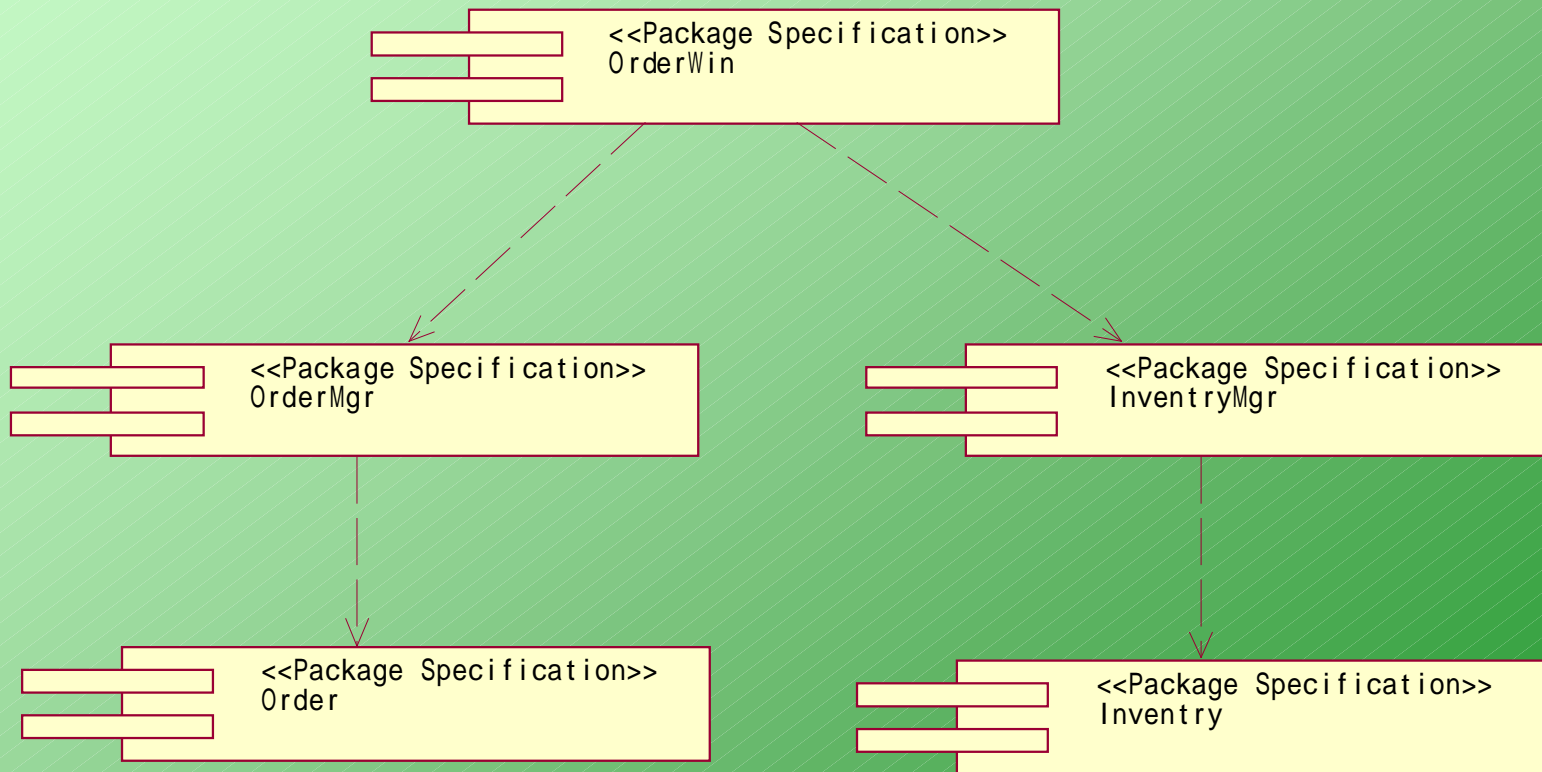 <<Package Specification>>
OrderWin
<<Package Specification>>
OrderMgr
<<Package Specification>>
InventryMgr
<<Package Specification>>
Order
<<Package Specification>>
Inventry